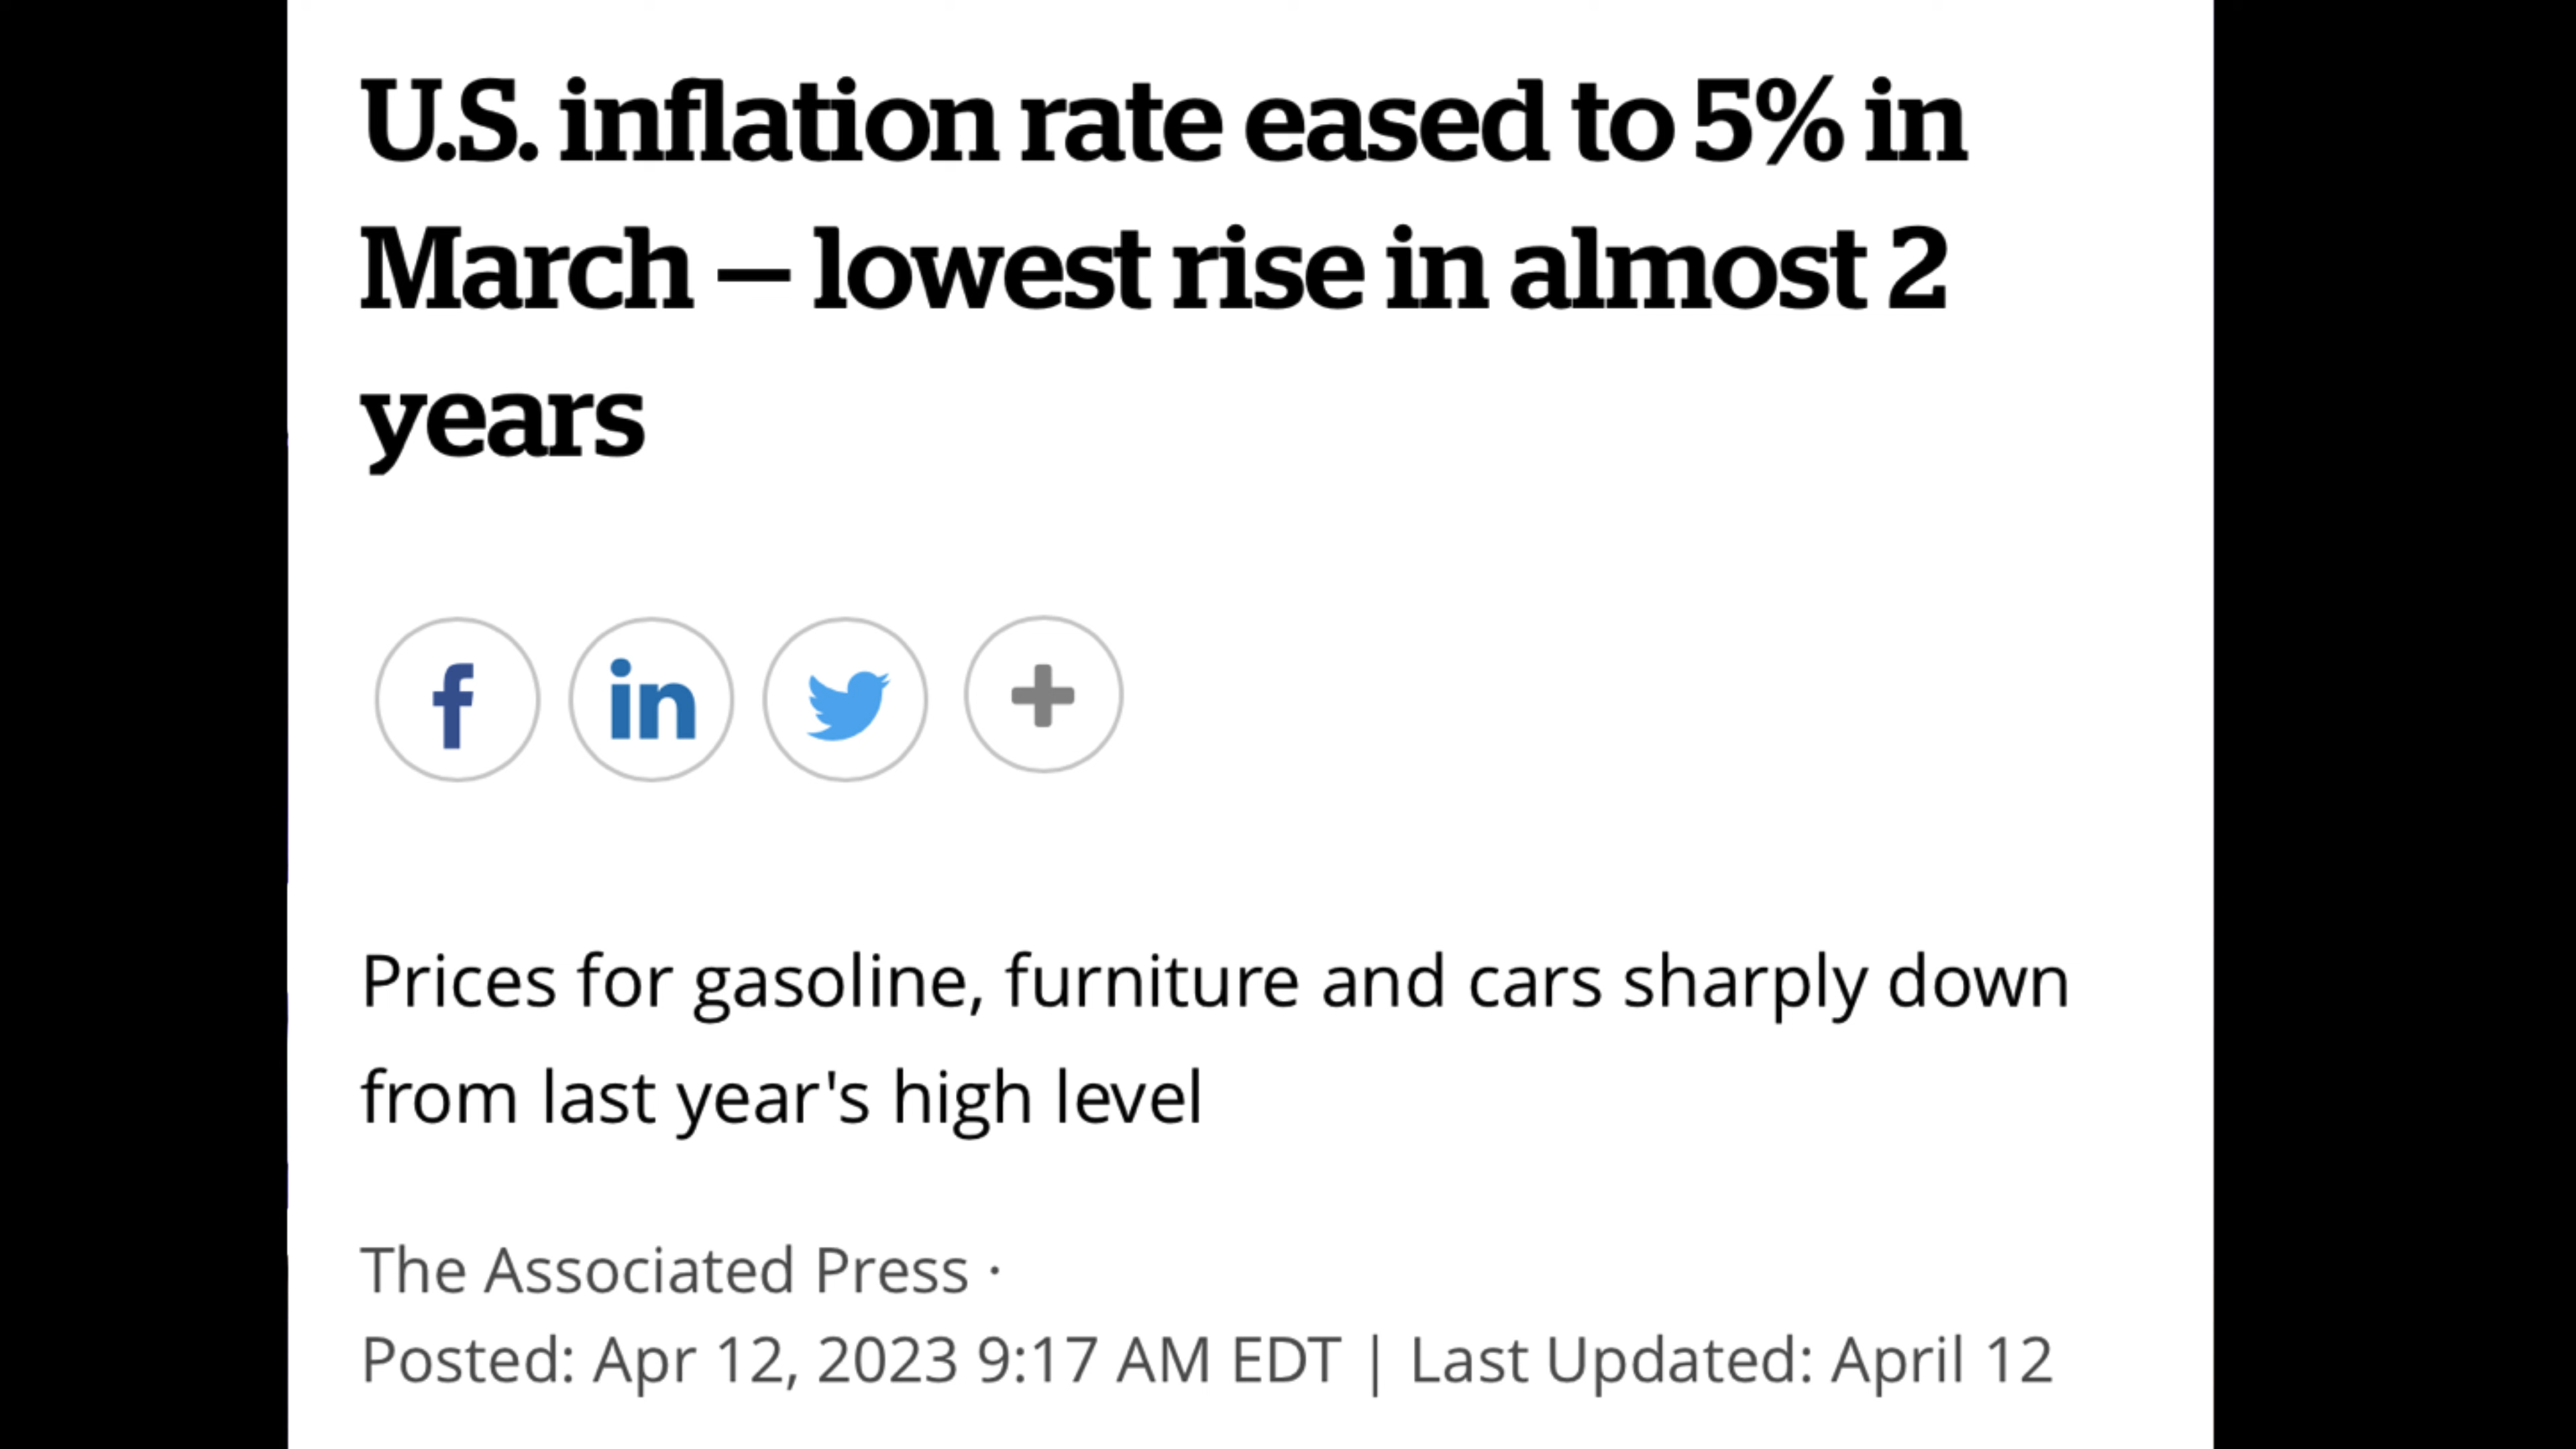 U.S. inflation rate eased to 5% in
March — lowest rise in almost 2
years
f in +
Prices for gasoline, furniture and cars sharply down
from last year's high level
The Associated Press ·
Posted: Apr 12, 2023 9:17 AM EDT | Last Updated: April 12